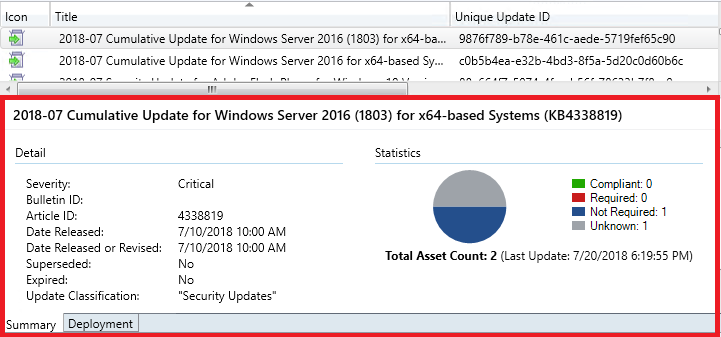 Icon Title Unique Update ID
2018-07 Cumulative Update for Windows Server 2016 (1803) for x64-ba... 9876f789-b78e-461c-aede-5719fef65c90
2018-07 Cumulative Update for Windows Server 2016 for x64-based Sy... c0b5b4ea-e32b-4bd3-8f5a-5d20c0d60b6c
2018-07 Cumulative Update for Windows Server 2016 (1803) for x64-based Systems (KB4338819)
Detail
Severity: Critical
Bulletin ID:
Article ID: 4338819
Date Released: 7/10/2018 10:00 AM
Date Released or Revised: 7/10/2018 10:00 AM
Superseded: No
Expired: No
Update Classification: "Security Updates"
Statistics
Compliant: 0
Required: 0
Not Required: 1
Unknown: 1
Total Asset Count: 2 (Last Update: 7/20/2018 6:19:55 PM)
Summary Deployment